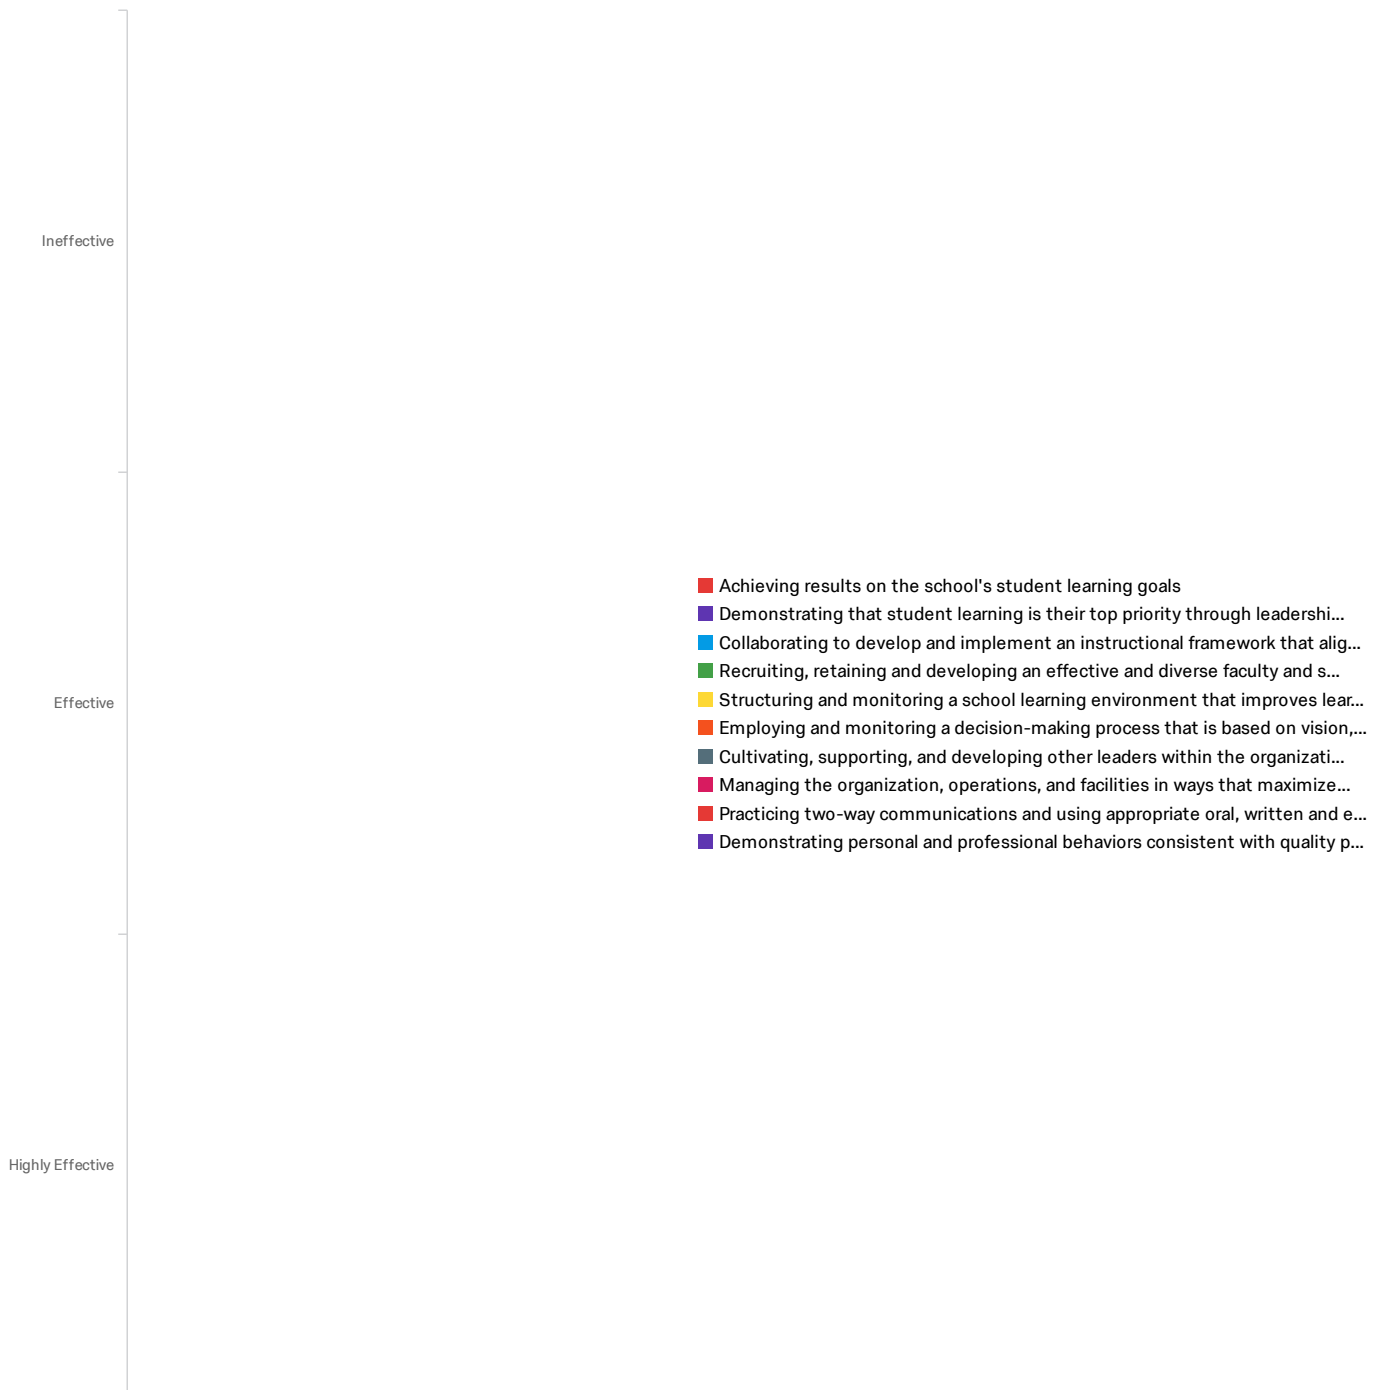 Ineffective
Effective
Highly Effective
Achieving results on the school's student learning goals
Demonstrating that student learning is their top priority through leadershi...
Collaborating to develop and implement an instructional framework that alig...
Recruiting, retaining and developing an effective and diverse faculty and s...
Structuring and monitoring a school learning environment that improves lear...
Employing and monitoring a decision-making process that is based on vision,...
Cultivating, supporting, and developing other leaders within the organizati...
Managing the organization, operations, and facilities in ways that maximize...
Practicing two-way communications and using appropriate oral, written and e...
Demonstrating personal and professional behaviors consistent with quality p...